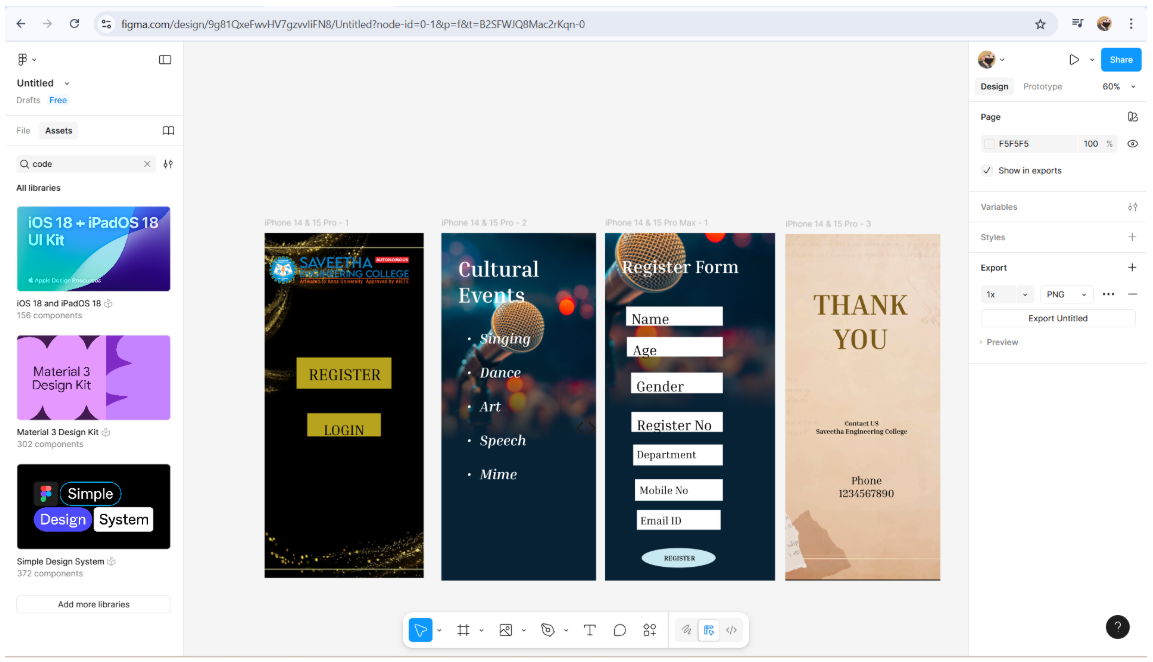 figma.com/design/9g81QxeFwvHV7gzvvliFN8/Untitled?node-id=0-1&p=f&t=B2SFWJQ8Mac2rKqn-0
Untitled
Drafts Free
File Assets
code
All libraries
iOS 18 + iPadOS 18
UI Kit
Apple Design Resources
iOS 18 and iPadOS 18
156 components
Material 3
Design Kit
Material 3 Design Kit
302 components
Simple
Design System
Simple Design System
372 components
Add more libraries
iPhone 14 & 15 Pro - 1
SAVEETHA AUTONOMOUS
ENGINEERING COLLEGE
Affiliated to Anna University Approved by AICTE
REGISTER
LOGIN
iPhone 14 & 15 Pro - 2
Cultural
Events
• Singing
• Dance
• Art
• Speech
• Mime
iPhone 14 & 15 Pro Max - 1
Register Form
Name
Age
Gender
Register No
Department
Mobile No
Email ID
REGISTER
iPhone 14 & 15 Pro - 3
THANK
YOU
Contact US
Saveetha Engineering College
Phone
1234567890
Share
Design Prototype 60%
Page
F5F5F5 100 %
Show in exports
Variables
Styles
Export
1x PNG
Export Untitled
Preview
?